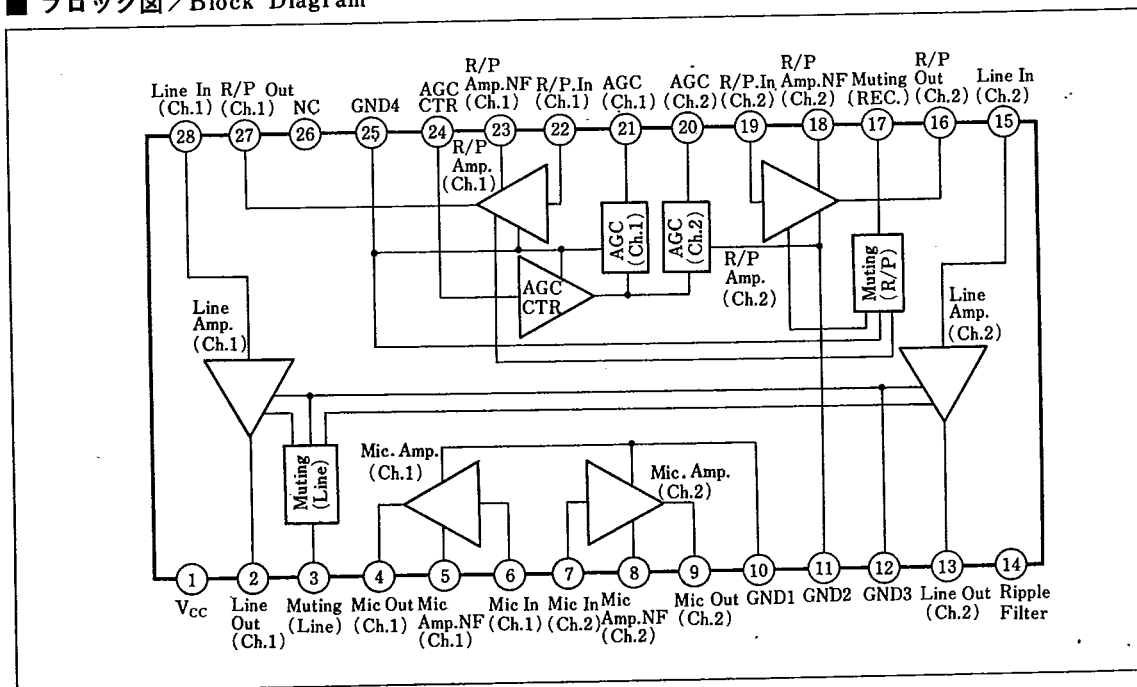 ■ ブロック図／Block Diagram
Line In
(Ch.1)
R/P Out
(Ch.1)
NC
GND4
AGC
CTR
R/P
Amp.NF
(Ch.1)
R/P.In
(Ch.1)
AGC
(Ch.1)
AGC
(Ch.2)
R/P.In
(Ch.2)
R/P
Amp.NF
(Ch.2)
Muting
(REC.)
R/P
Out
(Ch.2)
Line In
(Ch.2)
28 27 26 25 24 23 22 21 20 19 18 17 16 15
R/P
Amp.
(Ch.1)
AGC
(Ch.1)
AGC
(Ch.2)
AGC
CTR
R/P
Amp.
(Ch.2)
Muting
(R/P)
Line
Amp.
(Ch.1)
Line
Amp.
(Ch.2)
Muting
(Line)
Mic. Amp.
(Ch.1)
Mic. Amp.
(Ch.2)
1 2 3 4 5 6 7 8 9 10 11 12 13 14
VCC
Line
Out
(Ch.1)
Muting
(Line)
Mic Out
(Ch.1)
Mic
Amp.NF
(Ch.1)
Mic In
(Ch.1)
Mic In
(Ch.2)
Mic
Amp.NF
(Ch.2)
Mic Out
(Ch.2)
GND1
GND2
GND3
Line Out
(Ch.2)
Ripple
Filter